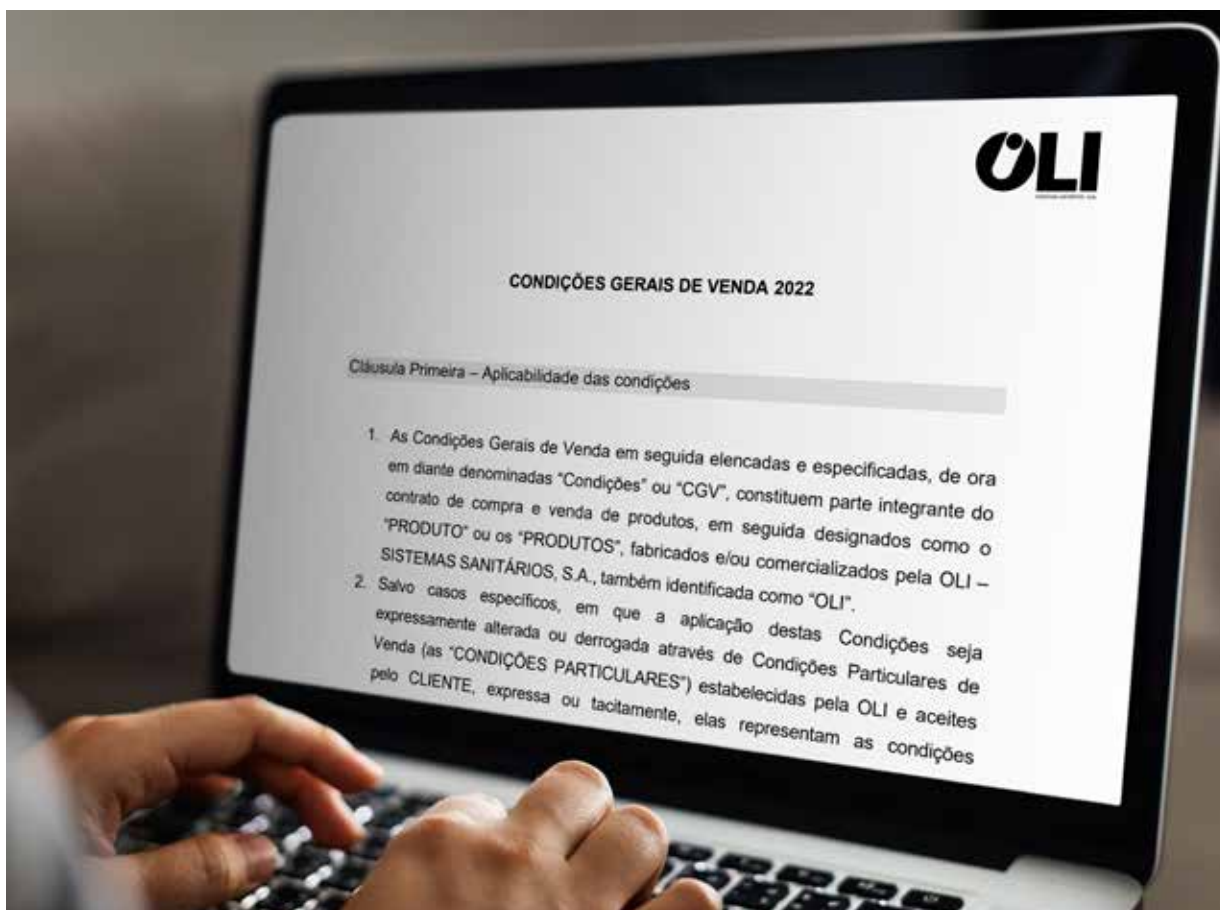 OLI
CONDIÇÕES GERAIS DE VENDA 2022
Cláusula Primeira – Aplicabilidade das condições
1. As Condições Gerais de Venda em seguida elencadas e especificadas, de ora
em diante denominadas “Condições” ou “CGV”, constituem parte integrante do
contrato de compra e venda de produtos, em seguida designados como o
“PRODUTO” ou os “PRODUTOS”, fabricados e/ou comercializados pela OLI –
SISTEMAS SANITÁRIOS, S.A., também identificada como “OLI”.
2. Salvo casos específicos, em que a aplicação destas Condições seja
expressamente alterada ou derrogada através de Condições Particulares de
Venda (as “CONDIÇÕES PARTICULARES”) estabelecidas pela OLI e aceites
pelo CLIENTE, expressa ou tacitamente, elas representam as condições